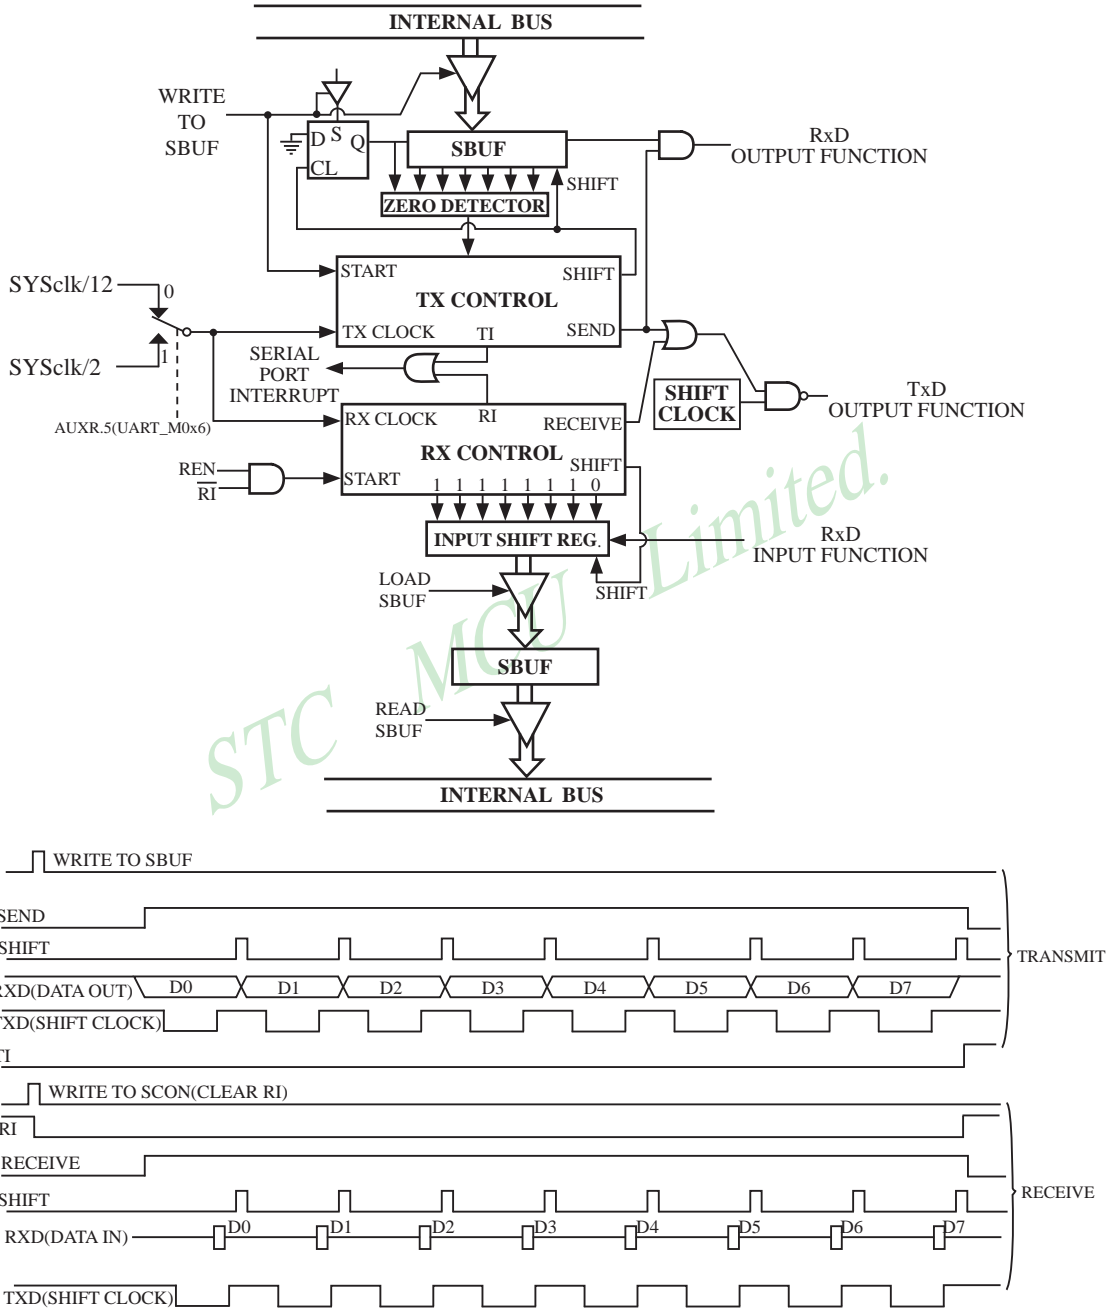 INTERNAL BUS
WRITE
TO
SBUF
D S Q
CL
SBUF
SHIFT
ZERO DETECTOR
RxD
OUTPUT FUNCTION
SYSclk/12
0
SYSclk/2
1
AUXR.5(UART_M0x6)
START
SHIFT
TX CONTROL
TX CLOCK
TI
SEND
SERIAL
PORT
INTERRUPT
SHIFT
CLOCK
TxD
OUTPUT FUNCTION
RX CLOCK
RI
RECEIVE
RX CONTROL
SHIFT
START
1 1 1 1 1 1 1 0
REN
RI
INPUT SHIFT REG.
RxD
INPUT FUNCTION
SHIFT
LOAD
SBUF
SBUF
READ
SBUF
INTERNAL BUS
STC MCU Limited.
WRITE TO SBUF
SEND
SHIFT
RXD(DATA OUT) D0 D1 D2 D3 D4 D5 D6 D7
TXD(SHIFT CLOCK)
TI
TRANSMIT
WRITE TO SCON(CLEAR RI)
RI
RECEIVE
SHIFT
RXD(DATA IN) D0 D1 D2 D3 D4 D5 D6 D7
TXD(SHIFT CLOCK)
RECEIVE